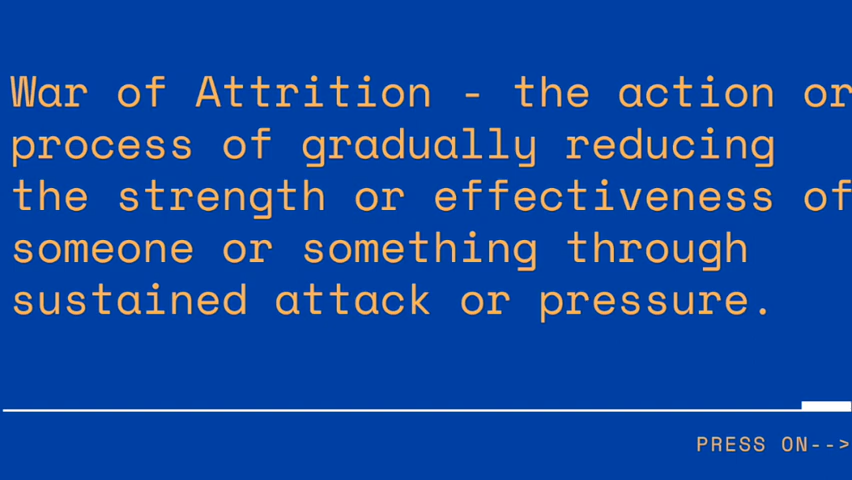 War of Attrition - the action or
process of gradually reducing
the strength or effectiveness of
someone or something through
sustained attack or pressure.
PRESS ON-->